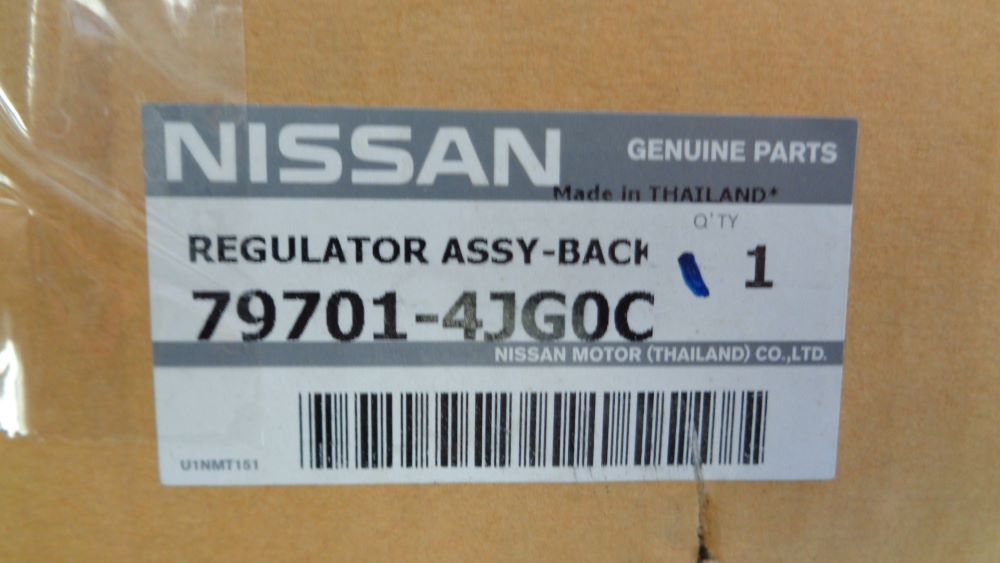 NISSAN GENUINE PARTS
Made in THAILAND*
Q'TY
REGULATOR ASSY-BACK 1
79701-4JG0C
NISSAN MOTOR (THAILAND) CO.,LTD.
U1NMT151